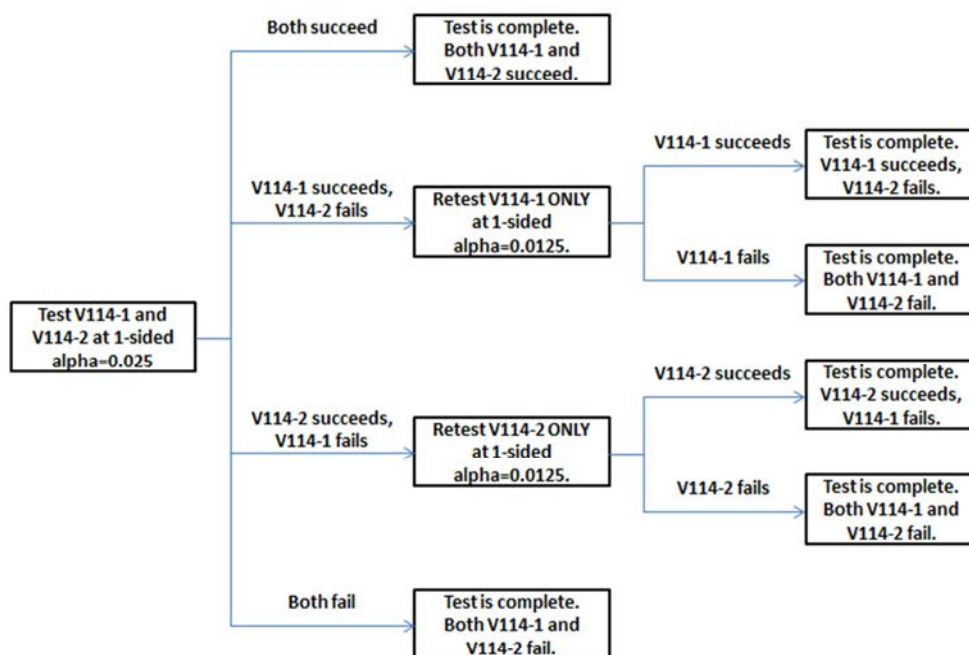 Both succeed
Test is complete.
Both V114-1 and
V114-2 succeed.
V114-1 succeeds
Test is complete.
V114-1 succeeds,
V114-2 fails.
V114-1 succeeds,
V114-2 fails
Retest V114-1 ONLY
at 1-sided
alpha=0.0125.
V114-1 fails
Test is complete.
Both V114-1 and
V114-2 fail.
Test V114-1 and
V114-2 at 1-sided
alpha=0.025
V114-2 succeeds
Test is complete.
V114-2 succeeds,
V114-1 fails.
V114-2 succeeds,
V114-1 fails
Retest V114-2 ONLY
at 1-sided
alpha=0.0125.
V114-2 fails
Test is complete.
Both V114-1 and
V114-2 fail.
Both fail
Test is complete.
Both V114-1 and
V114-2 fail.